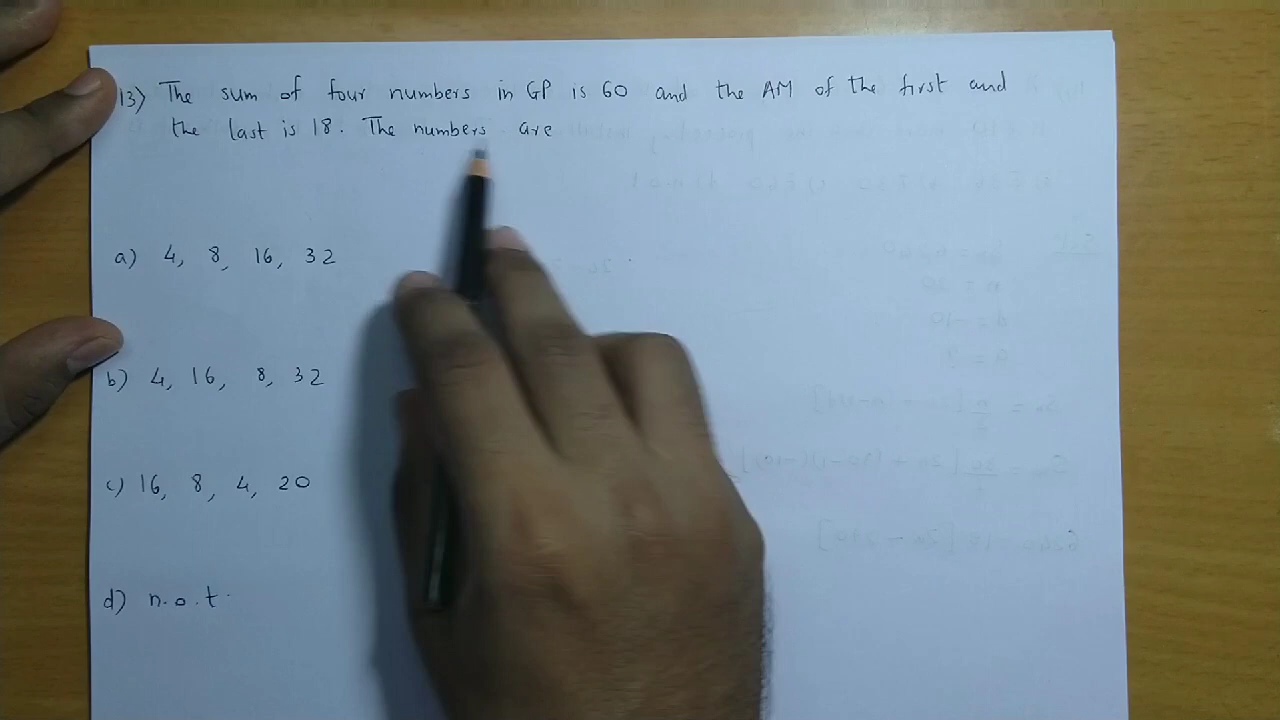 13) The sum of four numbers in GP is 60 and the AM of the first and
the last is 18. The numbers are
a) 4, 8, 16, 32
b) 4, 16, 8, 32
c) 16, 8, 4, 20
d) n.o.t.